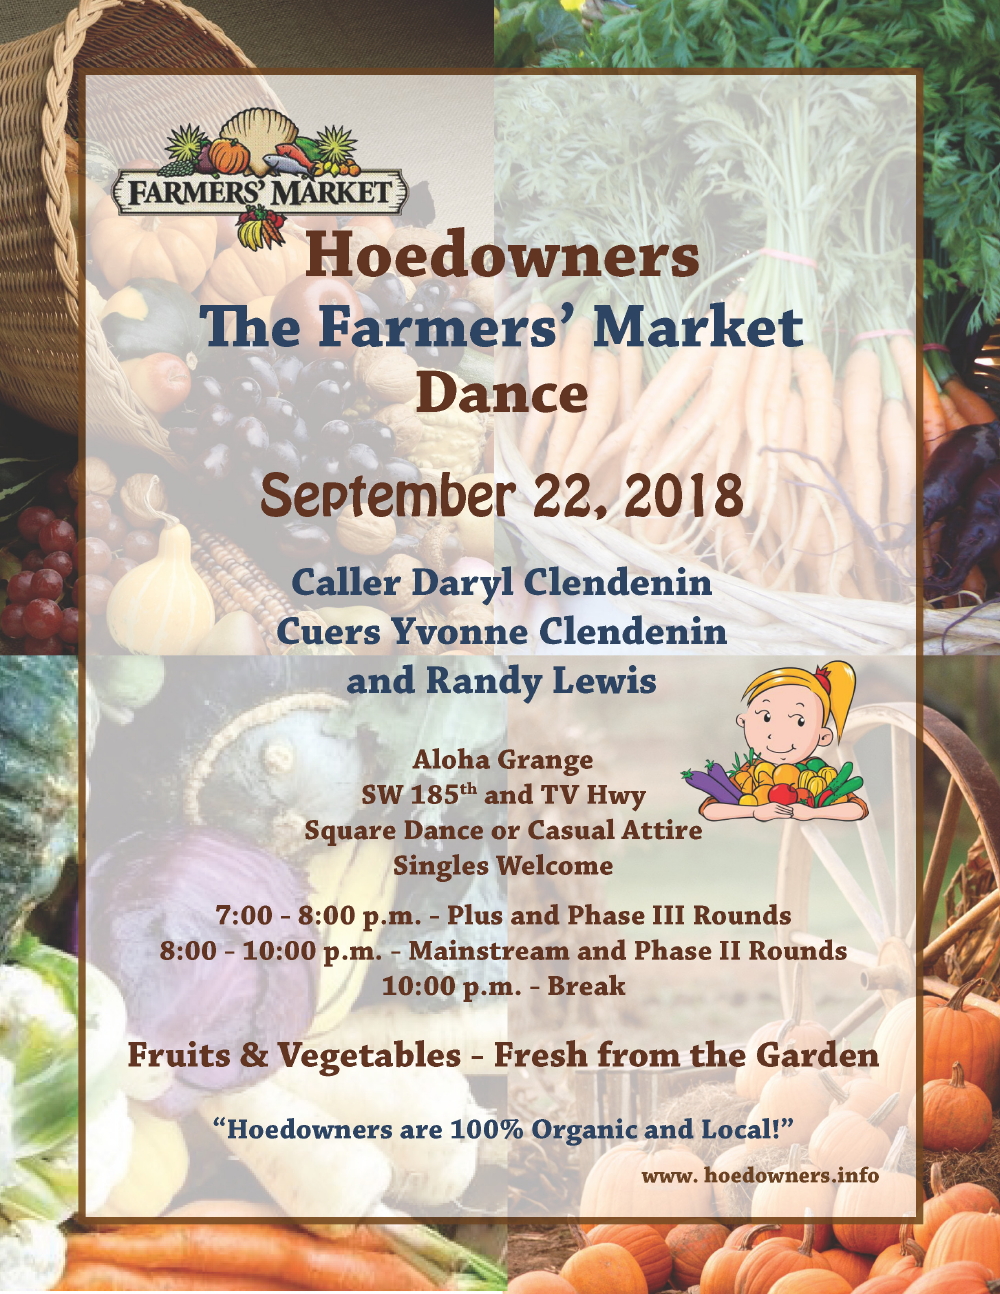 FARMERS' MARKET
Hoedowners
The Farmers’ Market
Dance
September 22, 2018
Caller Daryl Clendenin
Cuers Yvonne Clendenin
and Randy Lewis
Aloha Grange
SW 185th and TV Hwy
Square Dance or Casual Attire
Singles Welcome
7:00 - 8:00 p.m. - Plus and Phase III Rounds
8:00 - 10:00 p.m. - Mainstream and Phase II Rounds
10:00 p.m. - Break
Fruits & Vegetables - Fresh from the Garden
“Hoedowners are 100% Organic and Local!”
www. hoedowners.info